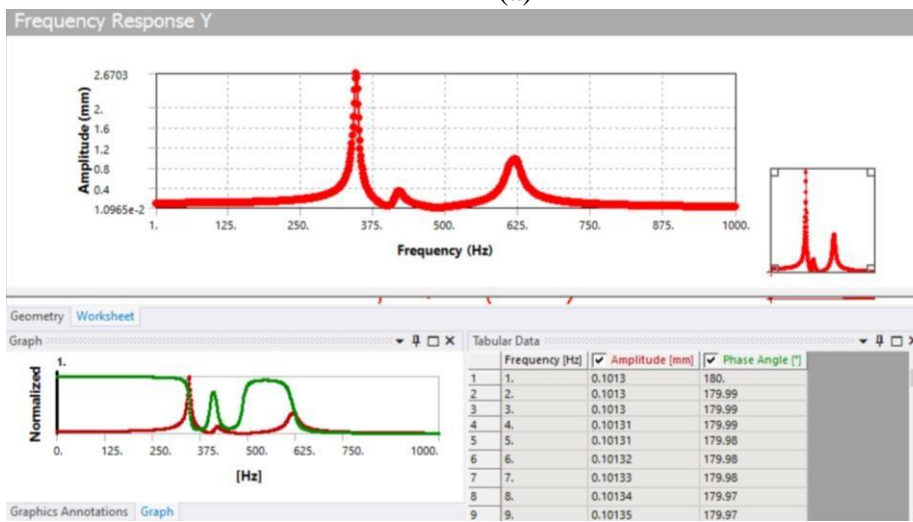 (a)
Frequency Response Y
Amplitude (mm)
2.6703
2.
1.6
1.2
0.8
0.4
1.0965e-2
1. 125. 250. 375. 500. 625. 750. 875. 1000.
Frequency (Hz)
Geometry Worksheet
Graph
1.
Normalized
0. 125. 250. 375. 500. 625. 750. 1000.
[Hz]
Graphics Annotations Graph
Tabular Data
Frequency [Hz] Amplitude [mm] Phase Angle [°]
1 1. 0.1013 180.
2 2. 0.1013 179.99
3 3. 0.1013 179.99
4 4. 0.10131 179.99
5 5. 0.10131 179.98
6 6. 0.10132 179.98
7 7. 0.10133 179.98
8 8. 0.10134 179.97
9 9. 0.10135 179.97